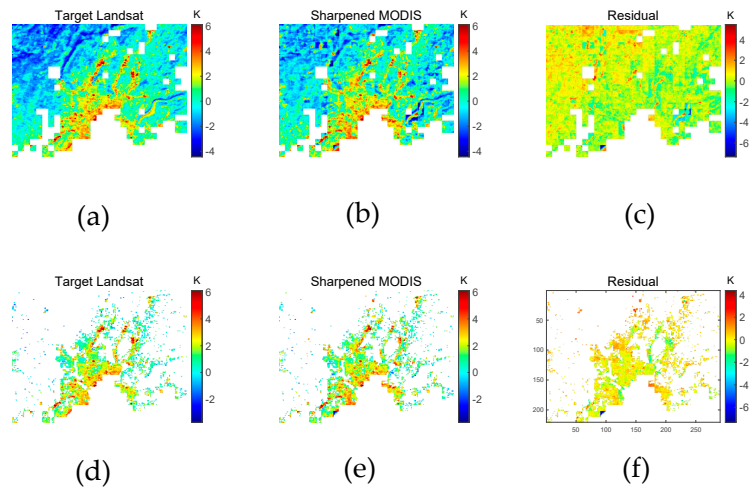 Target Landsat
K
6
4
2
0
-2
-4
(a)
Sharpened MODIS
K
6
4
2
0
-2
-4
(b)
Residual
K
4
2
0
-2
-4
-6
(c)
Target Landsat
K
6
4
2
0
-2
(d)
Sharpened MODIS
K
6
4
2
0
-2
(e)
Residual
K
50
100
150
200
50 100 150 200 250
4
2
0
-2
-4
-6
(f)